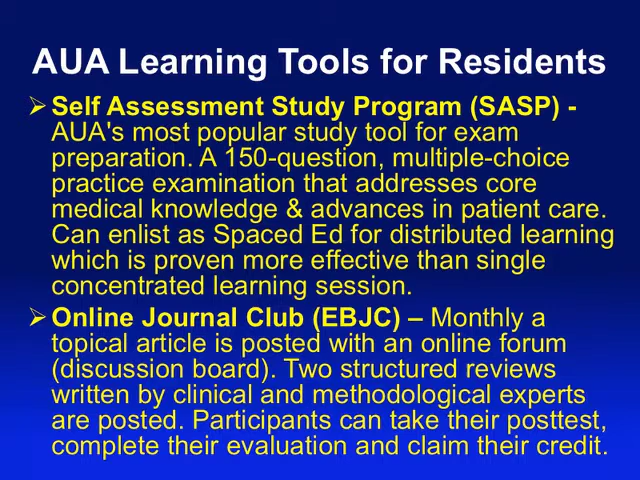 AUA Learning Tools for Residents
➢ Self Assessment Study Program (SASP) -
AUA's most popular study tool for exam
preparation. A 150-question, multiple-choice
practice examination that addresses core
medical knowledge & advances in patient care.
Can enlist as Spaced Ed for distributed learning
which is proven more effective than single
concentrated learning session.
➢ Online Journal Club (EBJC) – Monthly a
topical article is posted with an online forum
(discussion board). Two structured reviews
written by clinical and methodological experts
are posted. Participants can take their posttest,
complete their evaluation and claim their credit.